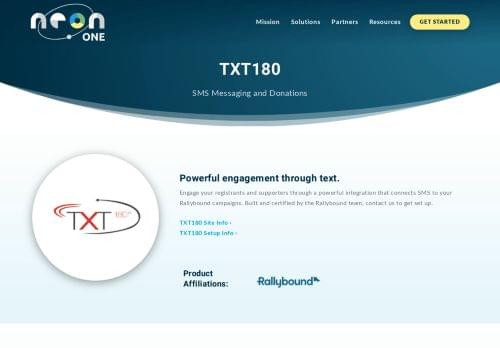 neon
ONE
Mission Solutions Partners Resources GET STARTED
TXT180
SMS Messaging and Donations
TXT 180
Powerful engagement through text.
Engage your registrants and supporters through a powerful integration that connects SMS to your
Rallybound campaigns. Built and certified by the Rallybound team, contact us to get set up.
TXT180 Site Info ›
TXT180 Setup Info ›
Product
Affiliations:
Rallybound